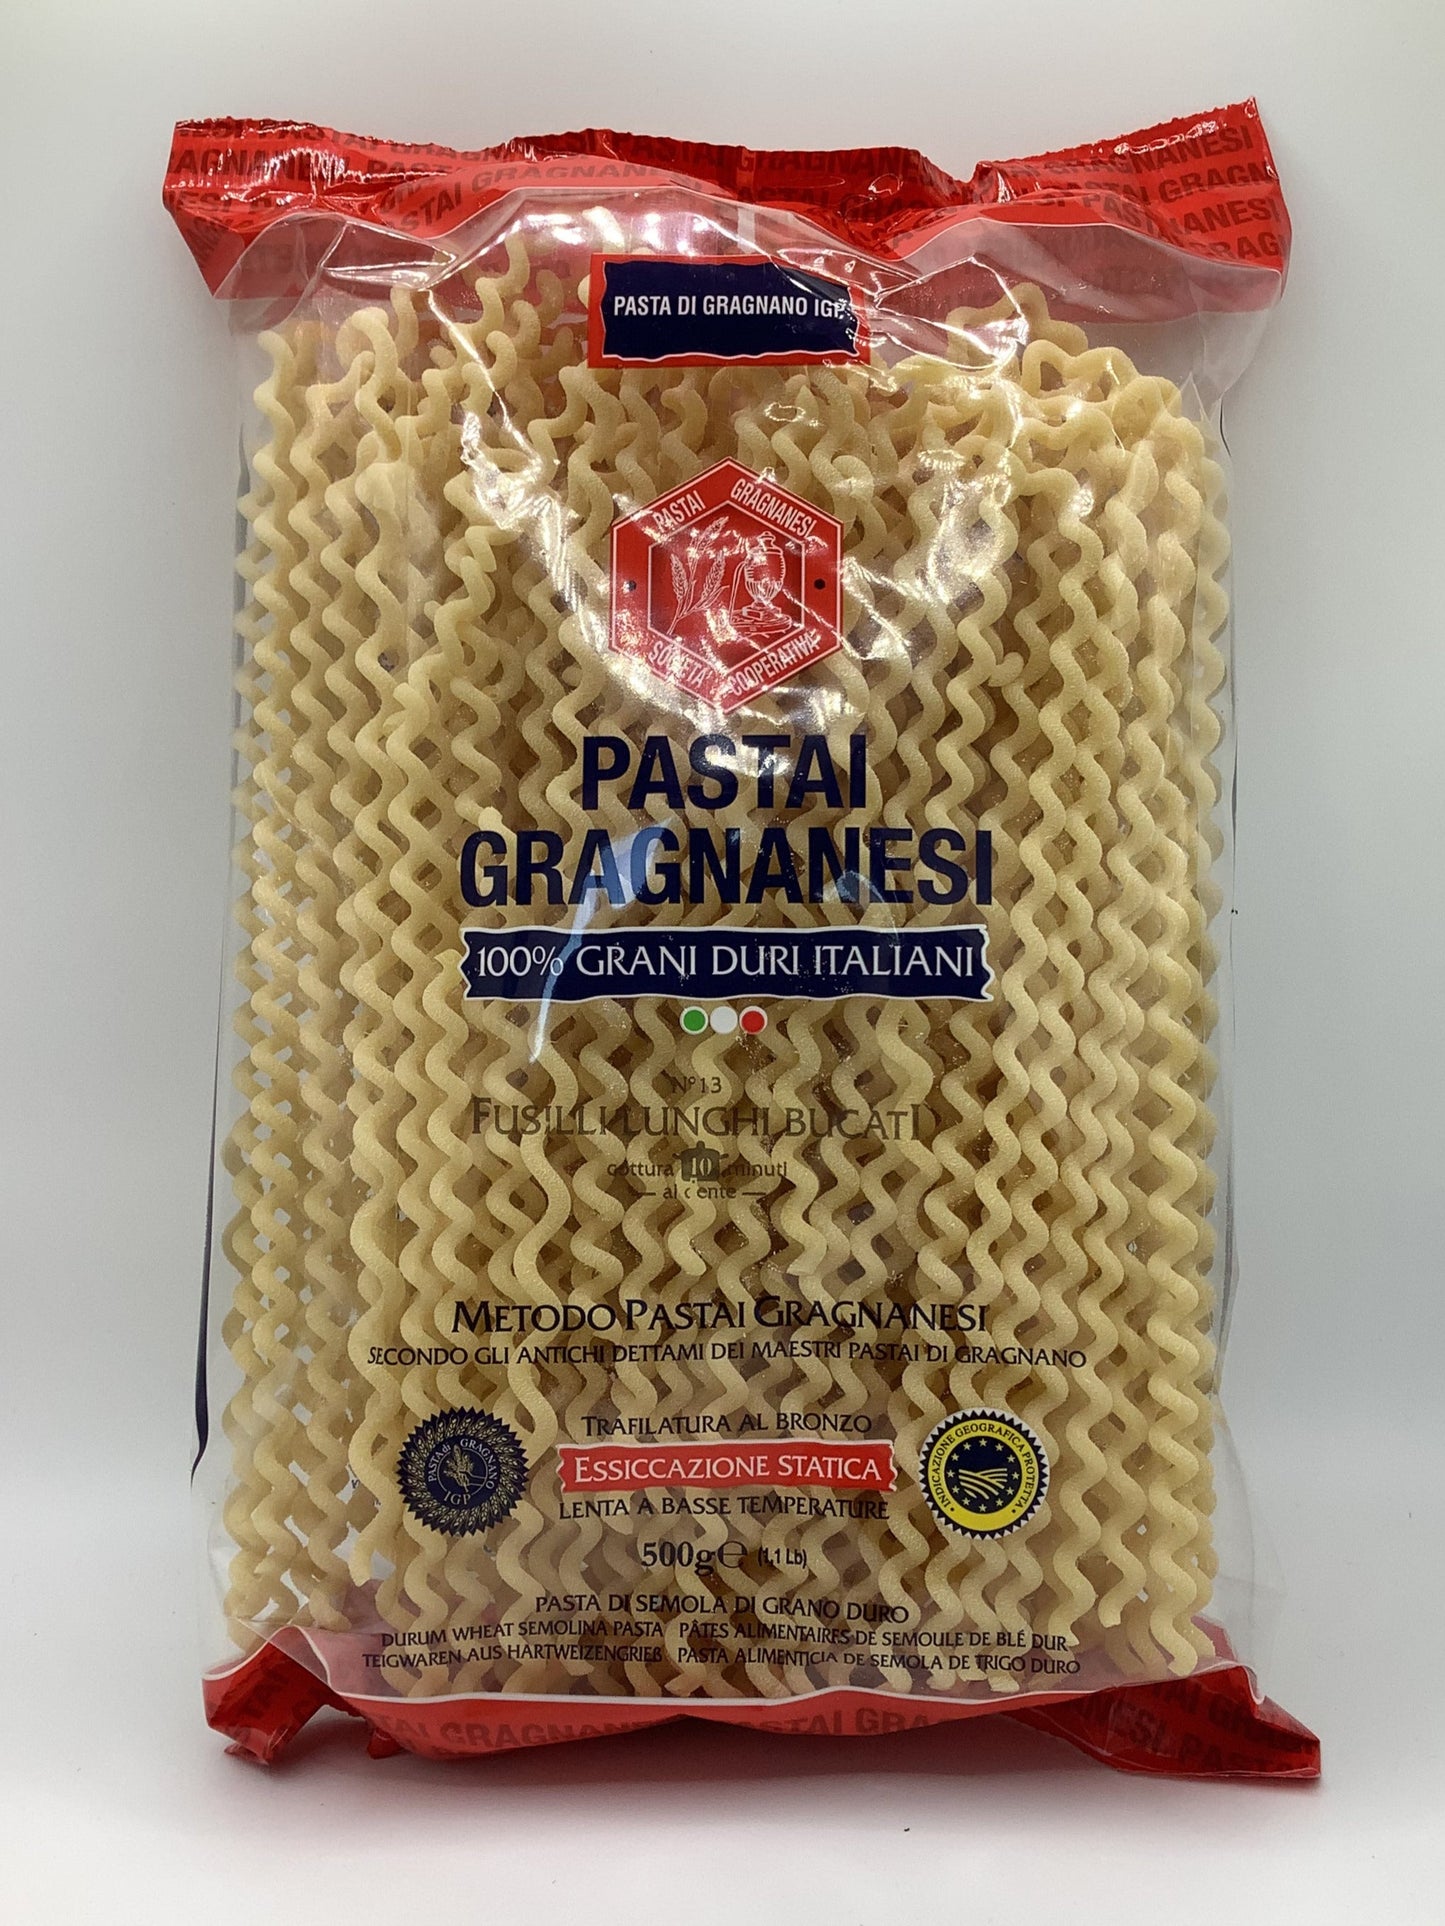 PASTA DI GRAGNANO IGP
PASTAI GRAGNANESI
SOCIETA' COOPERATIVA
PASTAI
GRAGNANESI
100% GRANI DURI ITALIANI
N°13
FUSILLI LUNGHI BUCATI
cottura 10 minuti
al dente
METODO PASTAI GRAGNANESI
SECONDO GLI ANTICHI DETTAMI DEI MAESTRI PASTAI DI GRAGNANO
TRAFILATURA AL BRONZO
ESSICCAZIONE STATICA
LENTA A BASSE TEMPERATURE
PASTA di GRAGNANO
IGP
INDICAZIONE GEOGRAFICA PROTETTA
500g℮ (1,1 Lb)
PASTA DI SEMOLA DI GRANO DURO
DURUM WHEAT SEMOLINA PASTA PÂTES ALIMENTAIRES DE SEMOULE DE BLÉ DUR
TEIGWAREN AUS HARTWEIZENGRIEß PASTA ALIMENTICIA DE SEMOLA DE TRIGO DURO